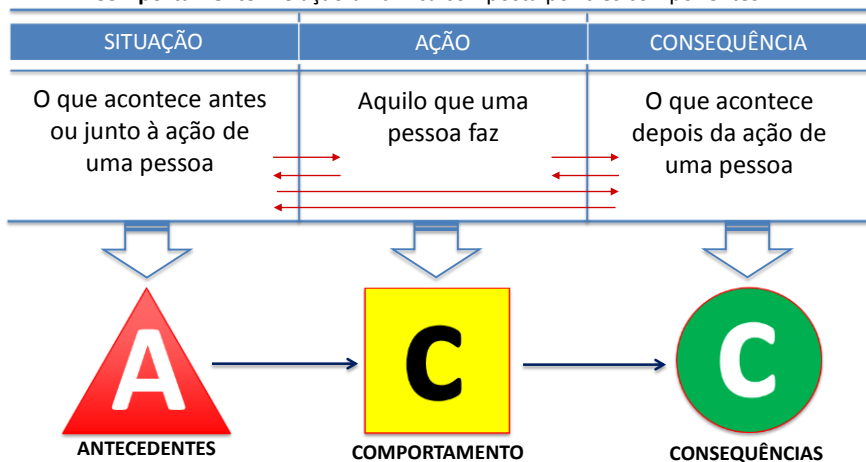 SITUAÇÃO AÇÃO CONSEQUÊNCIA
O que acontece antes
ou junto à ação de
uma pessoa
Aquilo que uma
pessoa faz
O que acontece
depois da ação de
uma pessoa
A
C
C
ANTECEDENTES
COMPORTAMENTO
CONSEQUÊNCIAS